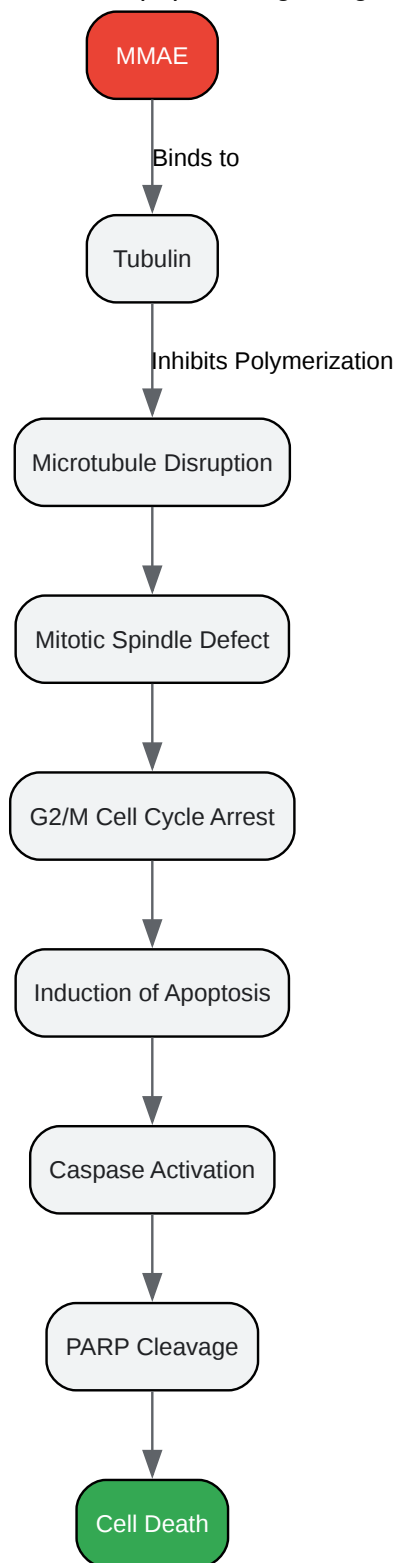 MMAE
Binds to
Tubulin
Inhibits Polymerization
Microtubule Disruption
Mitotic Spindle Defect
G2/M Cell Cycle Arrest
Induction of Apoptosis
Caspase Activation
PARP Cleavage
Cell Death